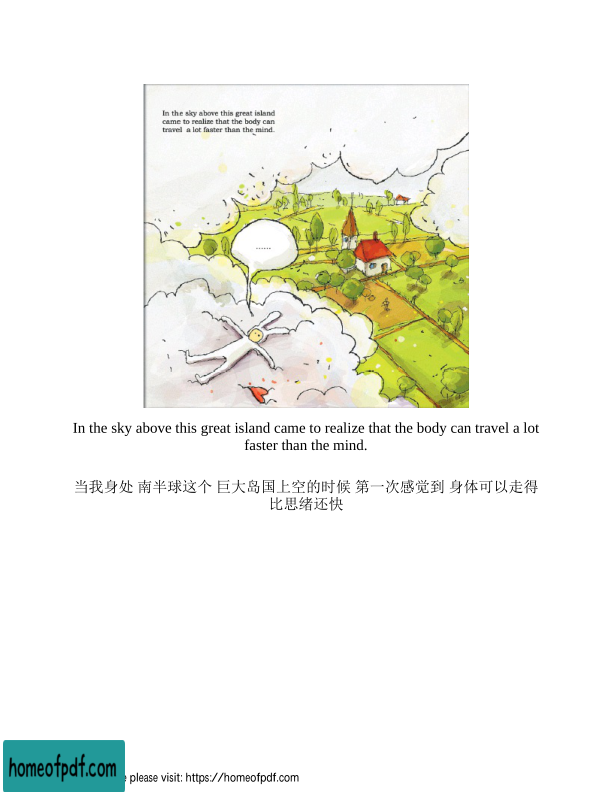 In the sky above this great island
came to realize that the body can
travel a lot faster than the mind.
......
In the sky above this great island came to realize that the body can travel a lot
faster than the mind.
当我身处 南半球这个 巨大岛国上空的时候 第一次感觉到 身体可以走得
比思绪还快
homeofpdf.com
e please visit: https://homeofpdf.com